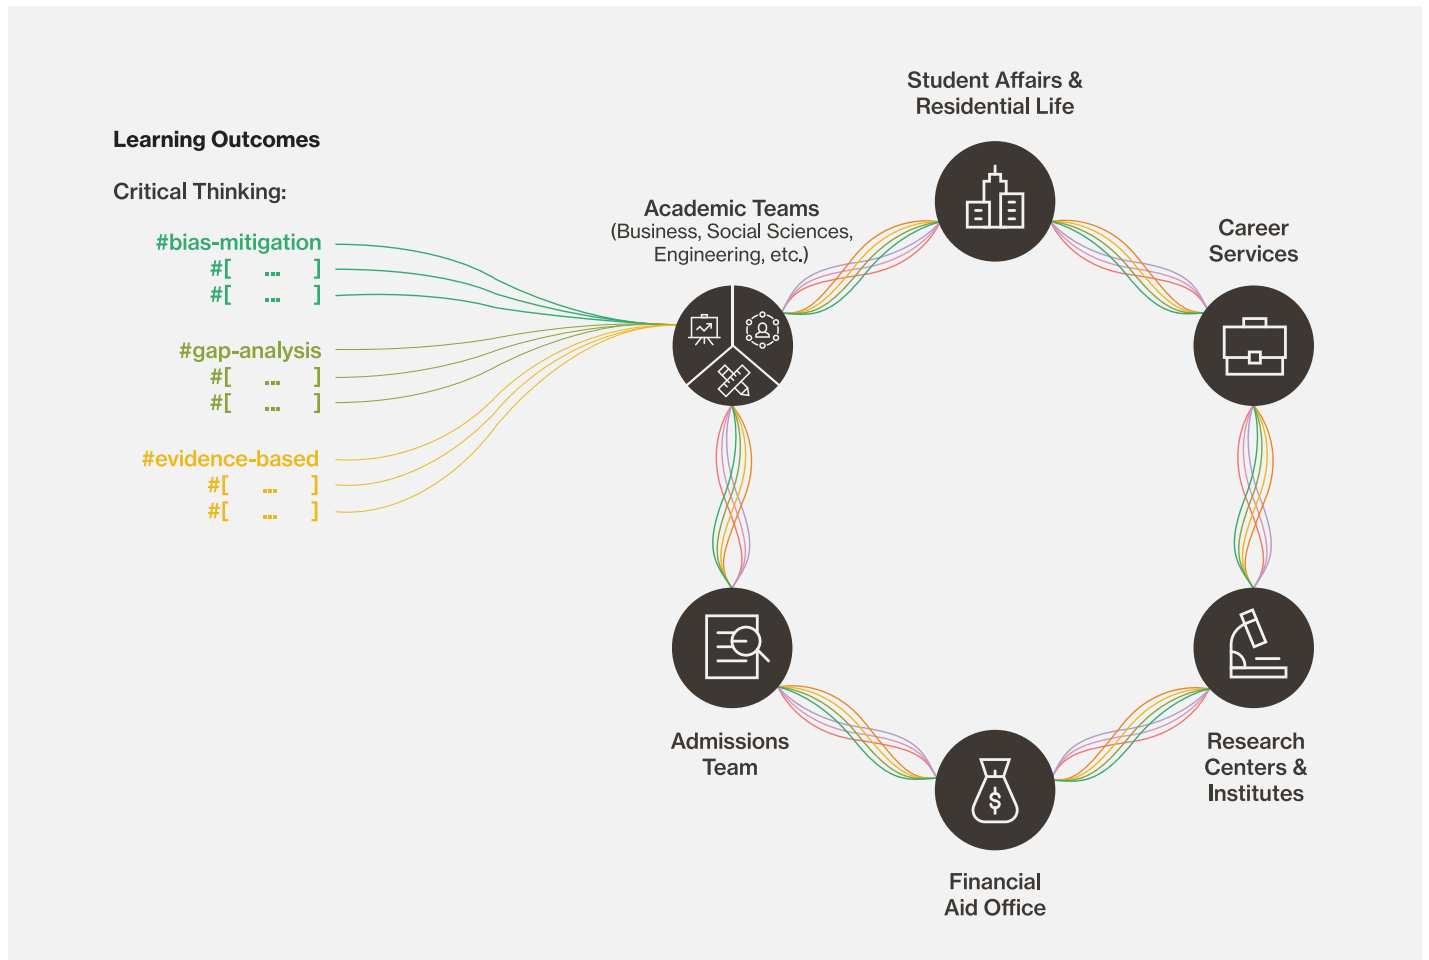 Learning Outcomes
Critical Thinking:
#bias-mitigation
#[ ... ]
#[ ... ]
#gap-analysis
#[ ... ]
#[ ... ]
#evidence-based
#[ ... ]
#[ ... ]
Academic Teams
(Business, Social Sciences,
Engineering, etc.)
Student Affairs &
Residential Life
Career
Services
Research
Centers &
Institutes
Financial
Aid Office
$
Admissions
Team